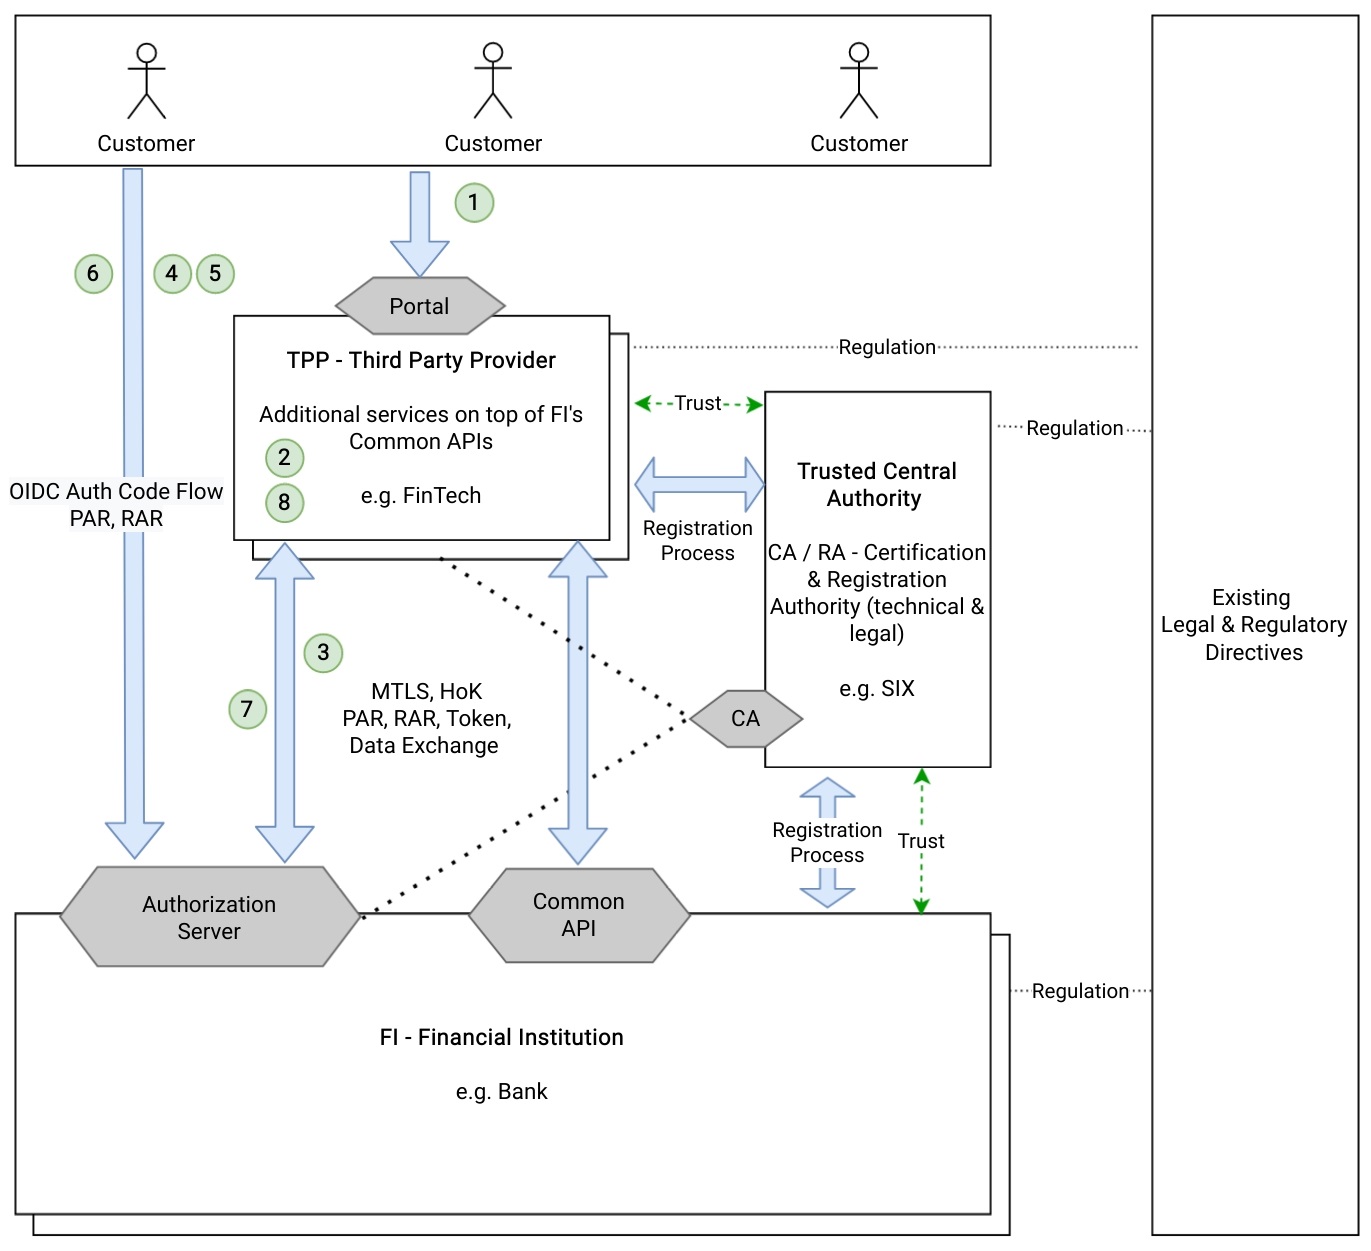 Customer
Customer
Customer
1
6
4
5
Portal
TPP - Third Party Provider
Additional services on top of FI's
Common APIs
2
8
e.g. FinTech
OIDC Auth Code Flow
PAR, RAR
Regulation
Trust
Regulation
Registration
Process
Trusted Central
Authority
CA / RA - Certification
& Registration
Authority (technical &
legal)
e.g. SIX
Existing
Legal & Regulatory
Directives
3
7
MTLS, HoK
PAR, RAR, Token,
Data Exchange
CA
Registration
Process
Trust
Authorization
Server
Common
API
Regulation
FI - Financial Institution
e.g. Bank